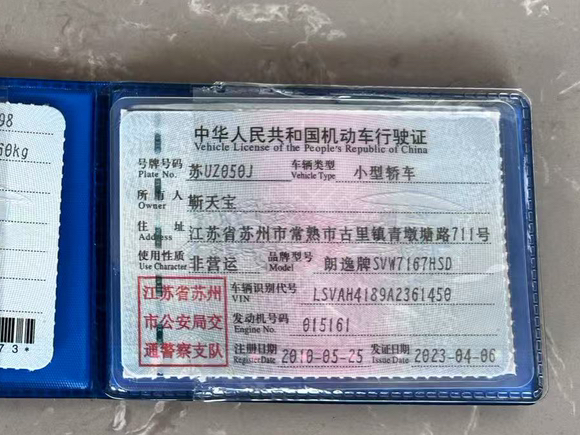 98
60kg
73*
中华人民共和国机动车行驶证
Vehicle License of the People's Republic of China
号牌号码 苏UZ050J 车辆类型 小型轿车
Plate No. Vehicle Type
所有人 靳天宝
Owner
住址 江苏省苏州市常熟市古里镇青墩塘路711号
Address
使用性质 非营运 品牌型号 朗逸牌SVW7167HSD
Use Character Model
江苏省苏州
市公安局交
通警察支队
车辆识别代号 LSVAH4189A2361450
VIN
发动机号码 015161
Engine No.
注册日期 2010-05-25 发证日期 2023-04-06
Register Date Issue Date